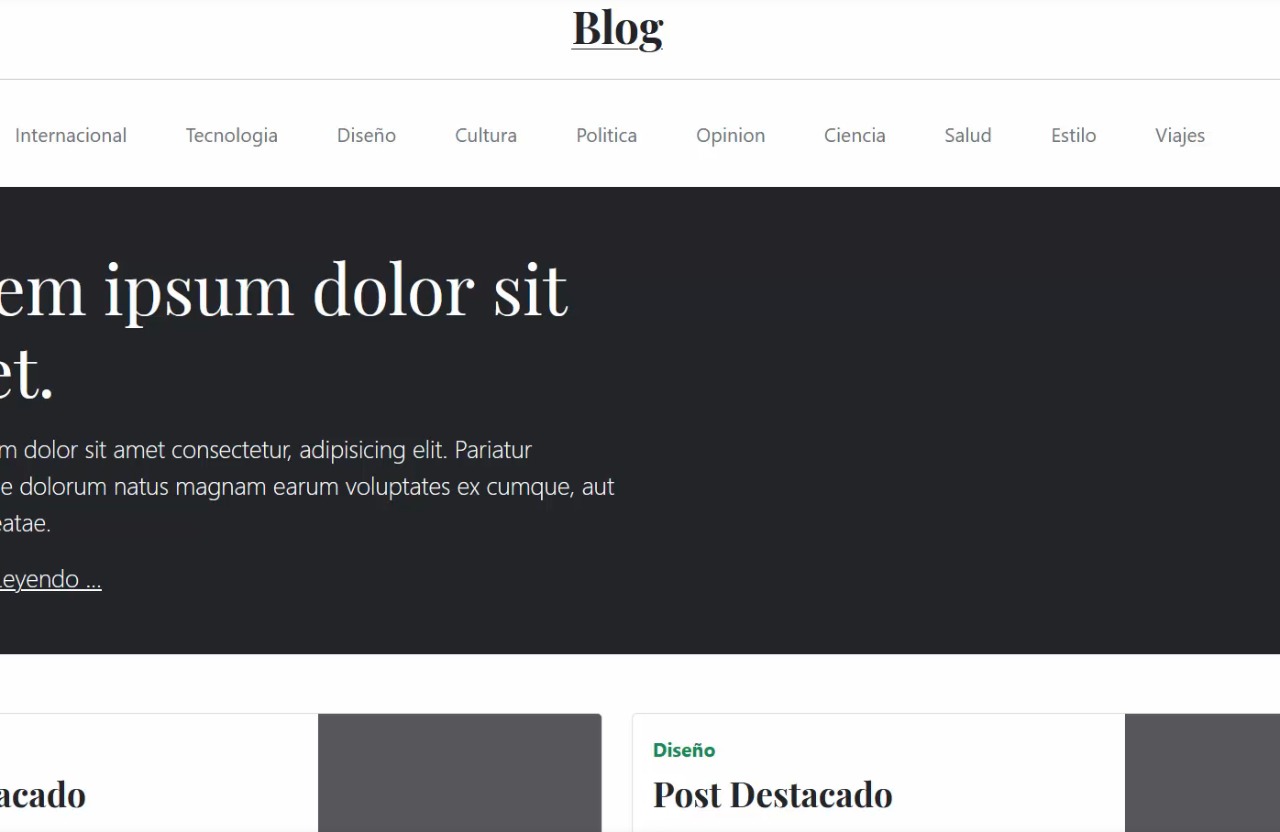 Blog
Internacional Tecnologia Diseño Cultura Politica Opinion Ciencia Salud Estilo Viajes
em ipsum dolor sit
et.
m dolor sit amet consectetur, adipisicing elit. Pariatur
e dolorum natus magnam earum voluptates ex cumque, aut
eatae.
Leyendo ...
Diseño
acado
Post Destacado